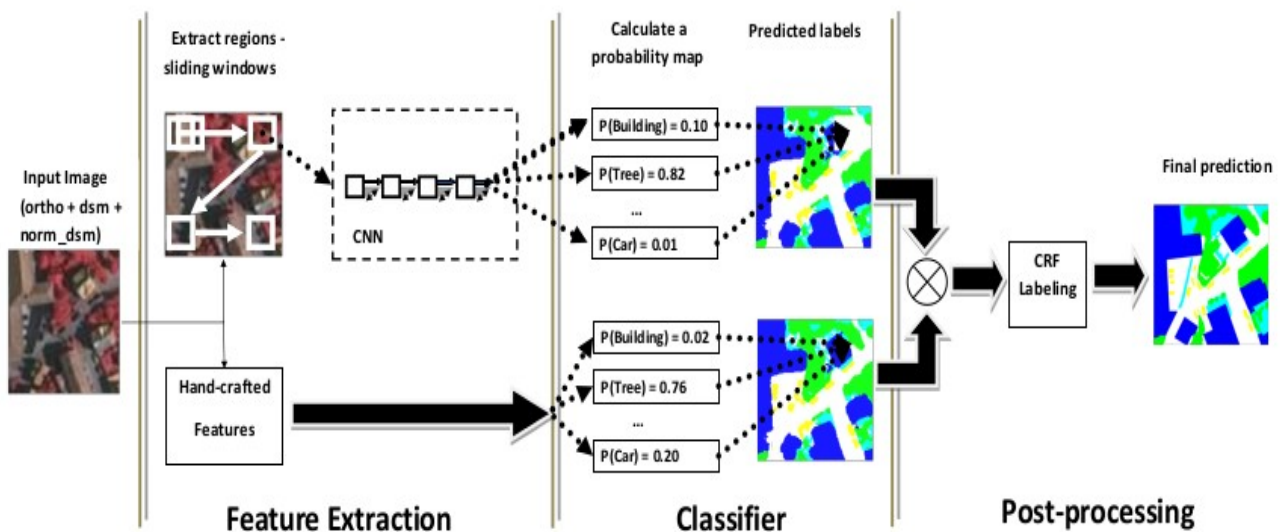 Extract regions -
sliding windows
Calculate a
probability map
Predicted labels
Input Image
(ortho + dsm +
norm_dsm)
CNN
P(Building) = 0.10
P(Tree) = 0.82
...
P(Car) = 0.01
Hand-crafted
Features
P(Building) = 0.02
P(Tree) = 0.76
...
P(Car) = 0.20
CRF
Labeling
Final prediction
Feature Extraction
Classifier
Post-processing